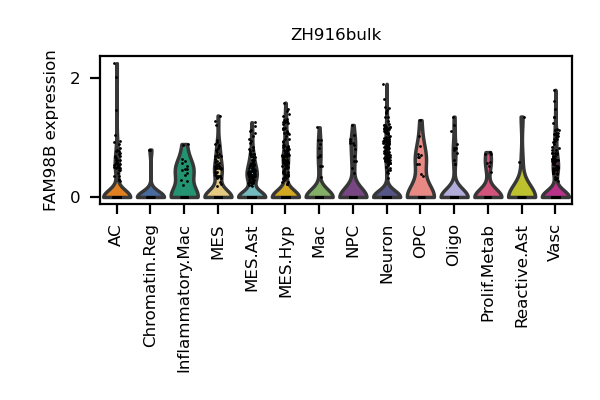 ZH916bulk
FAM98B expression
2
0
AC
Chromatin.Reg
Inflammatory.Mac
MES
MES.Ast
MES.Hyp
Mac
NPC
Neuron
OPC
Oligo
Prolif.Metab
Reactive.Ast
Vasc